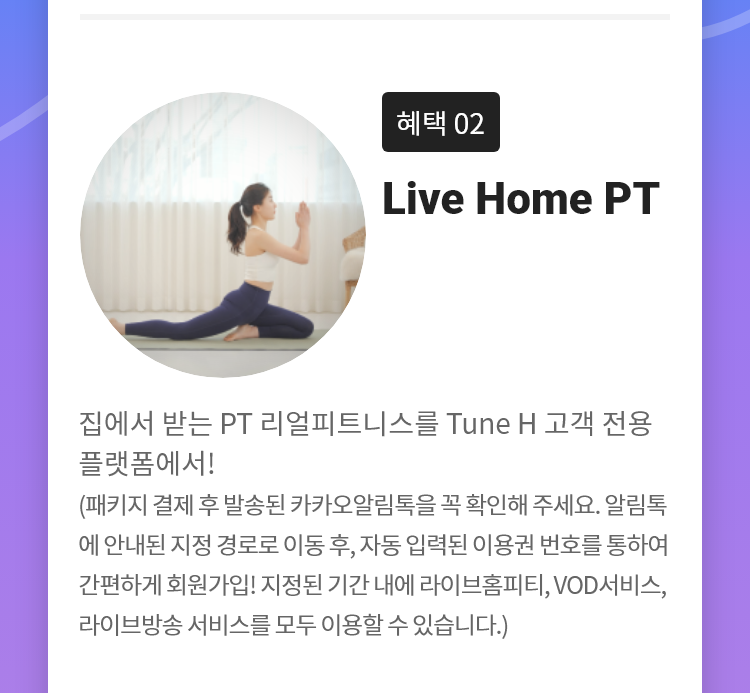 혜택 02
Live Home PT
집에서 받는 PT 리얼피트니스를 Tune H 고객 전용
플랫폼에서!
(패키지 결제 후 발송된 카카오알림톡을 꼭 확인해 주세요. 알림톡
에 안내된 지정 경로로 이동 후, 자동 입력된 이용권 번호를 통하여
간편하게 회원가입! 지정된 기간 내에 라이브홈피티, VOD서비스,
라이브방송 서비스를 모두 이용할 수 있습니다.)